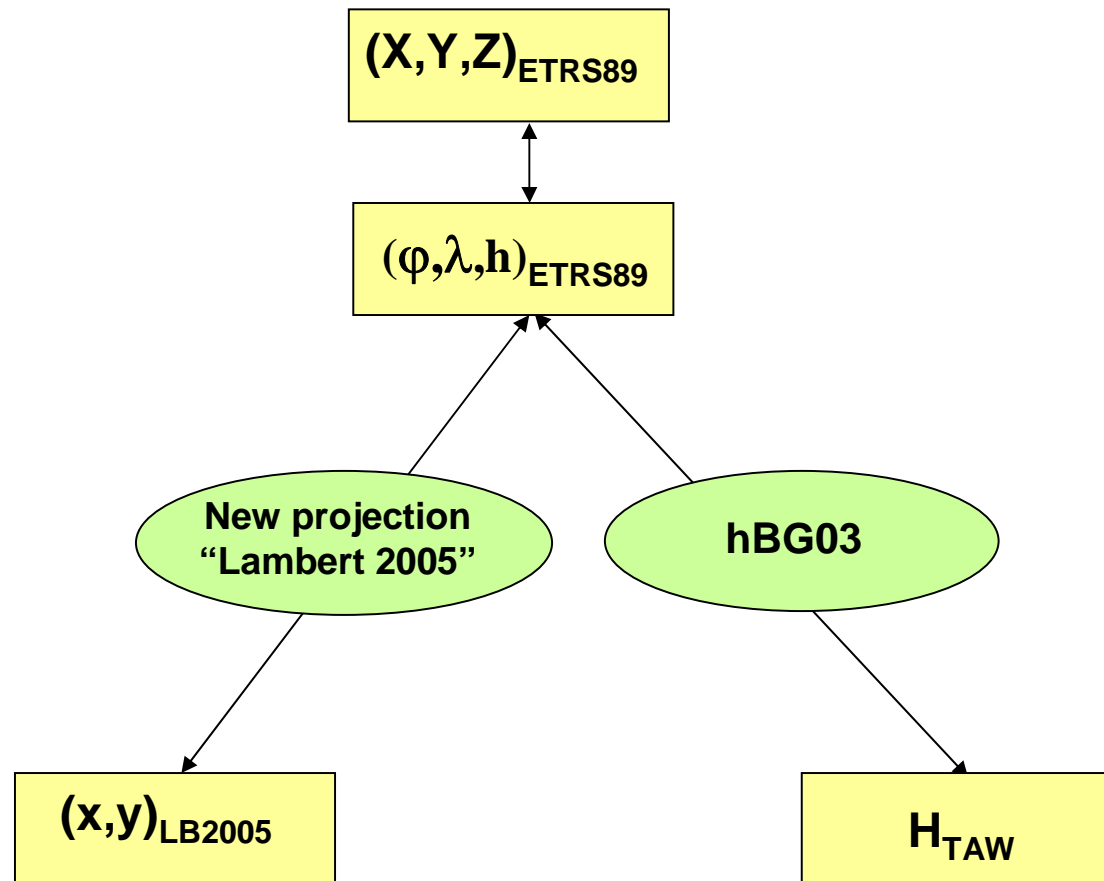 (X,Y,Z)ETRS89
(φ,λ,h)ETRS89
New projection
“Lambert 2005”
hBG03
(x,y)LB2005
HTAW